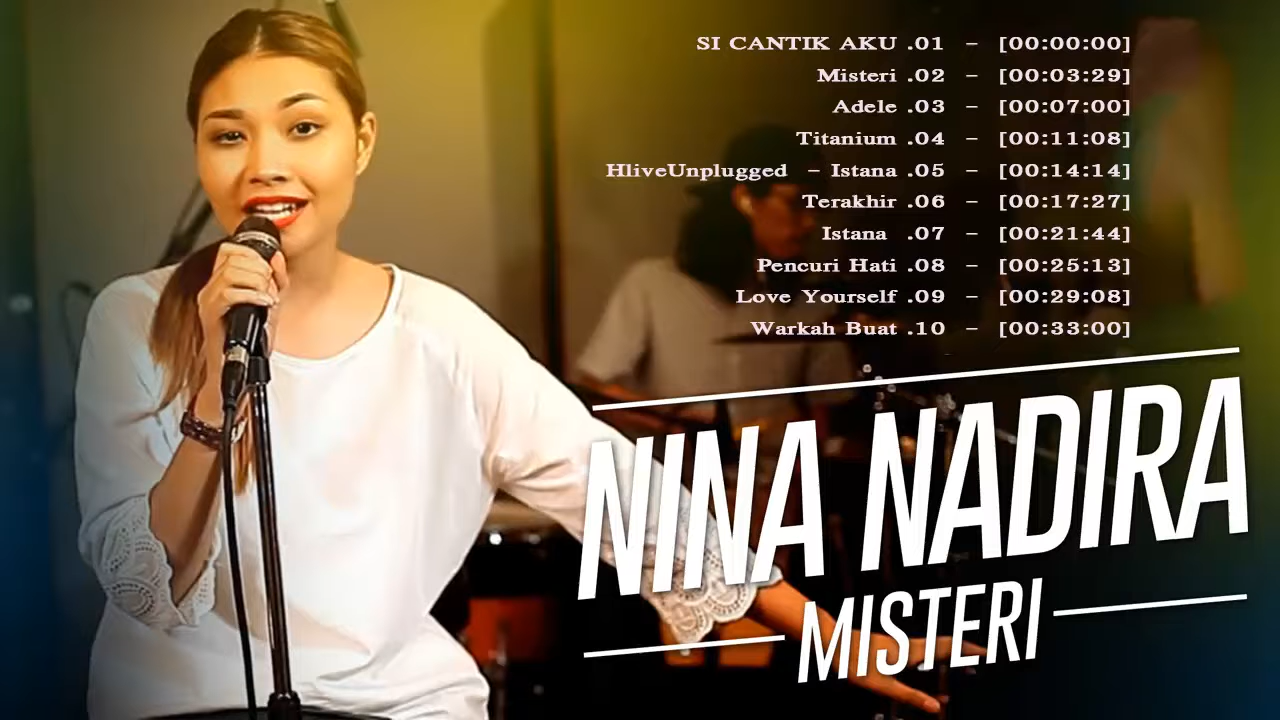 SI CANTIK AKU .01 - [00:00:00]
Misteri .02 - [00:03:29]
Adele .03 - [00:07:00]
Titanium .04 - [00:11:08]
HliveUnplugged - Istana .05 - [00:14:14]
Terakhir .06 - [00:17:27]
Istana .07 - [00:21:44]
Pencuri Hati .08 - [00:25:13]
Love Yourself .09 - [00:29:08]
Warkah Buat .10 - [00:33:00]
NINA NADIRA
MISTERI